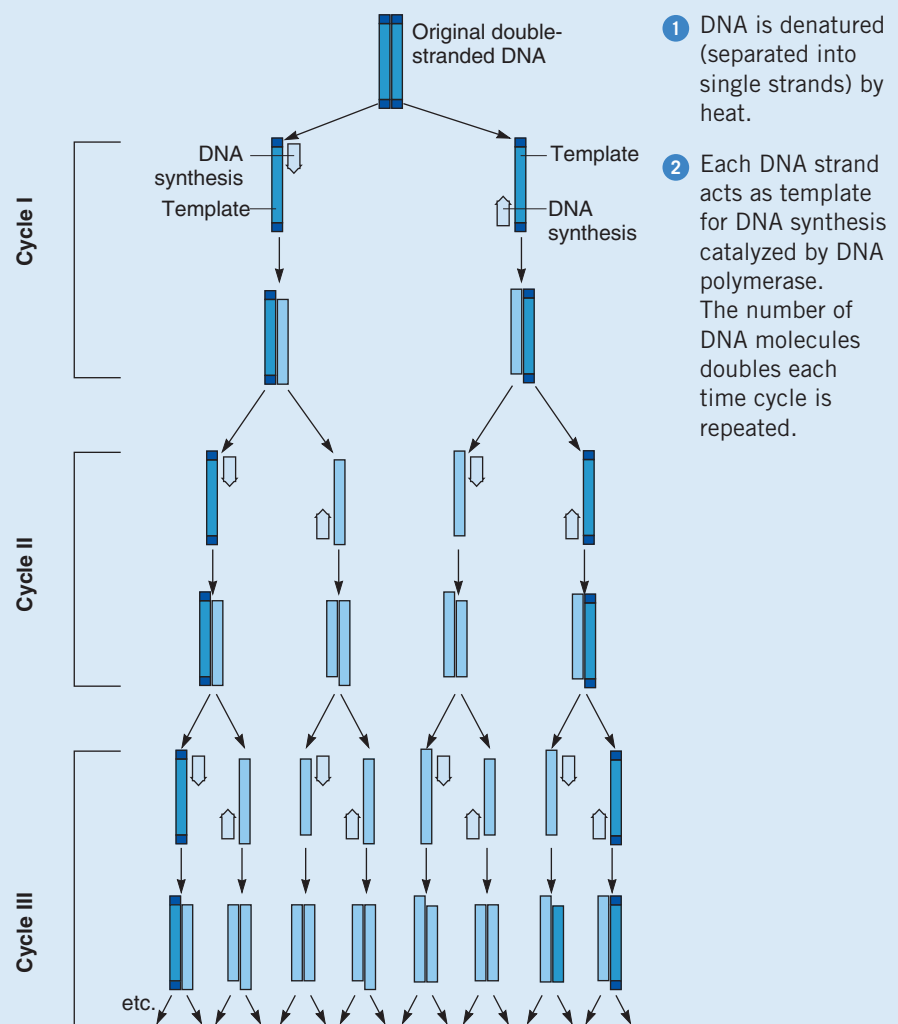 Original double-
stranded DNA
1 DNA is denatured
(separated into
single strands) by
heat.
2 Each DNA strand
acts as template
for DNA synthesis
catalyzed by DNA
polymerase.
The number of
DNA molecules
doubles each
time cycle is
repeated.
Cycle I
DNA
synthesis
Template
Template
DNA
synthesis
Cycle II
Cycle III
etc.